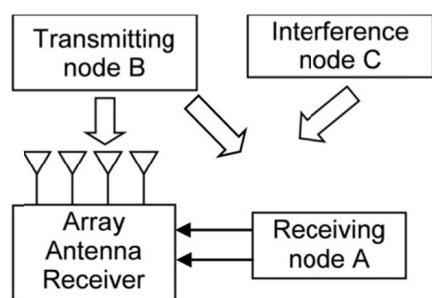 Transmitting
node B
Interference
node C
Array
Antenna
Receiver
Receiving
node A